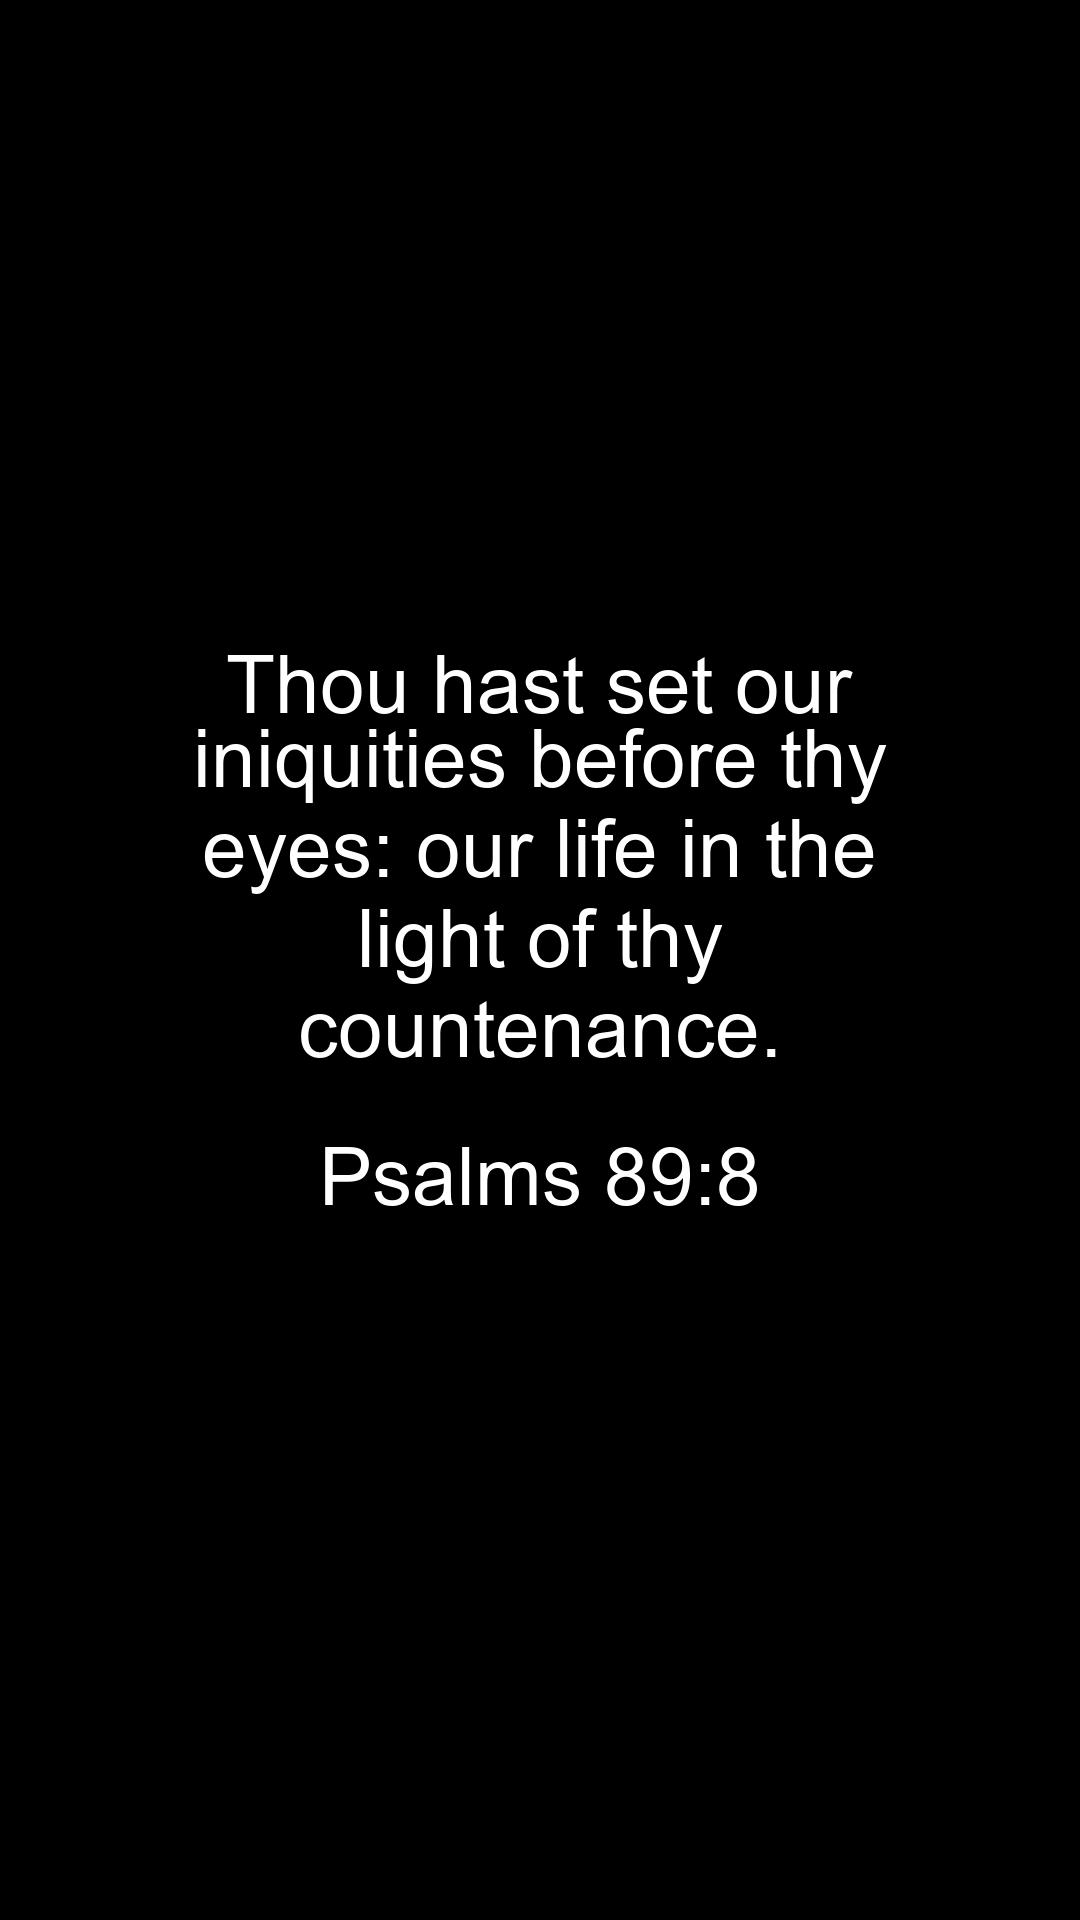 Thou hast set our
iniquities before thy
eyes: our life in the
light of thy
countenance.
Psalms 89:8